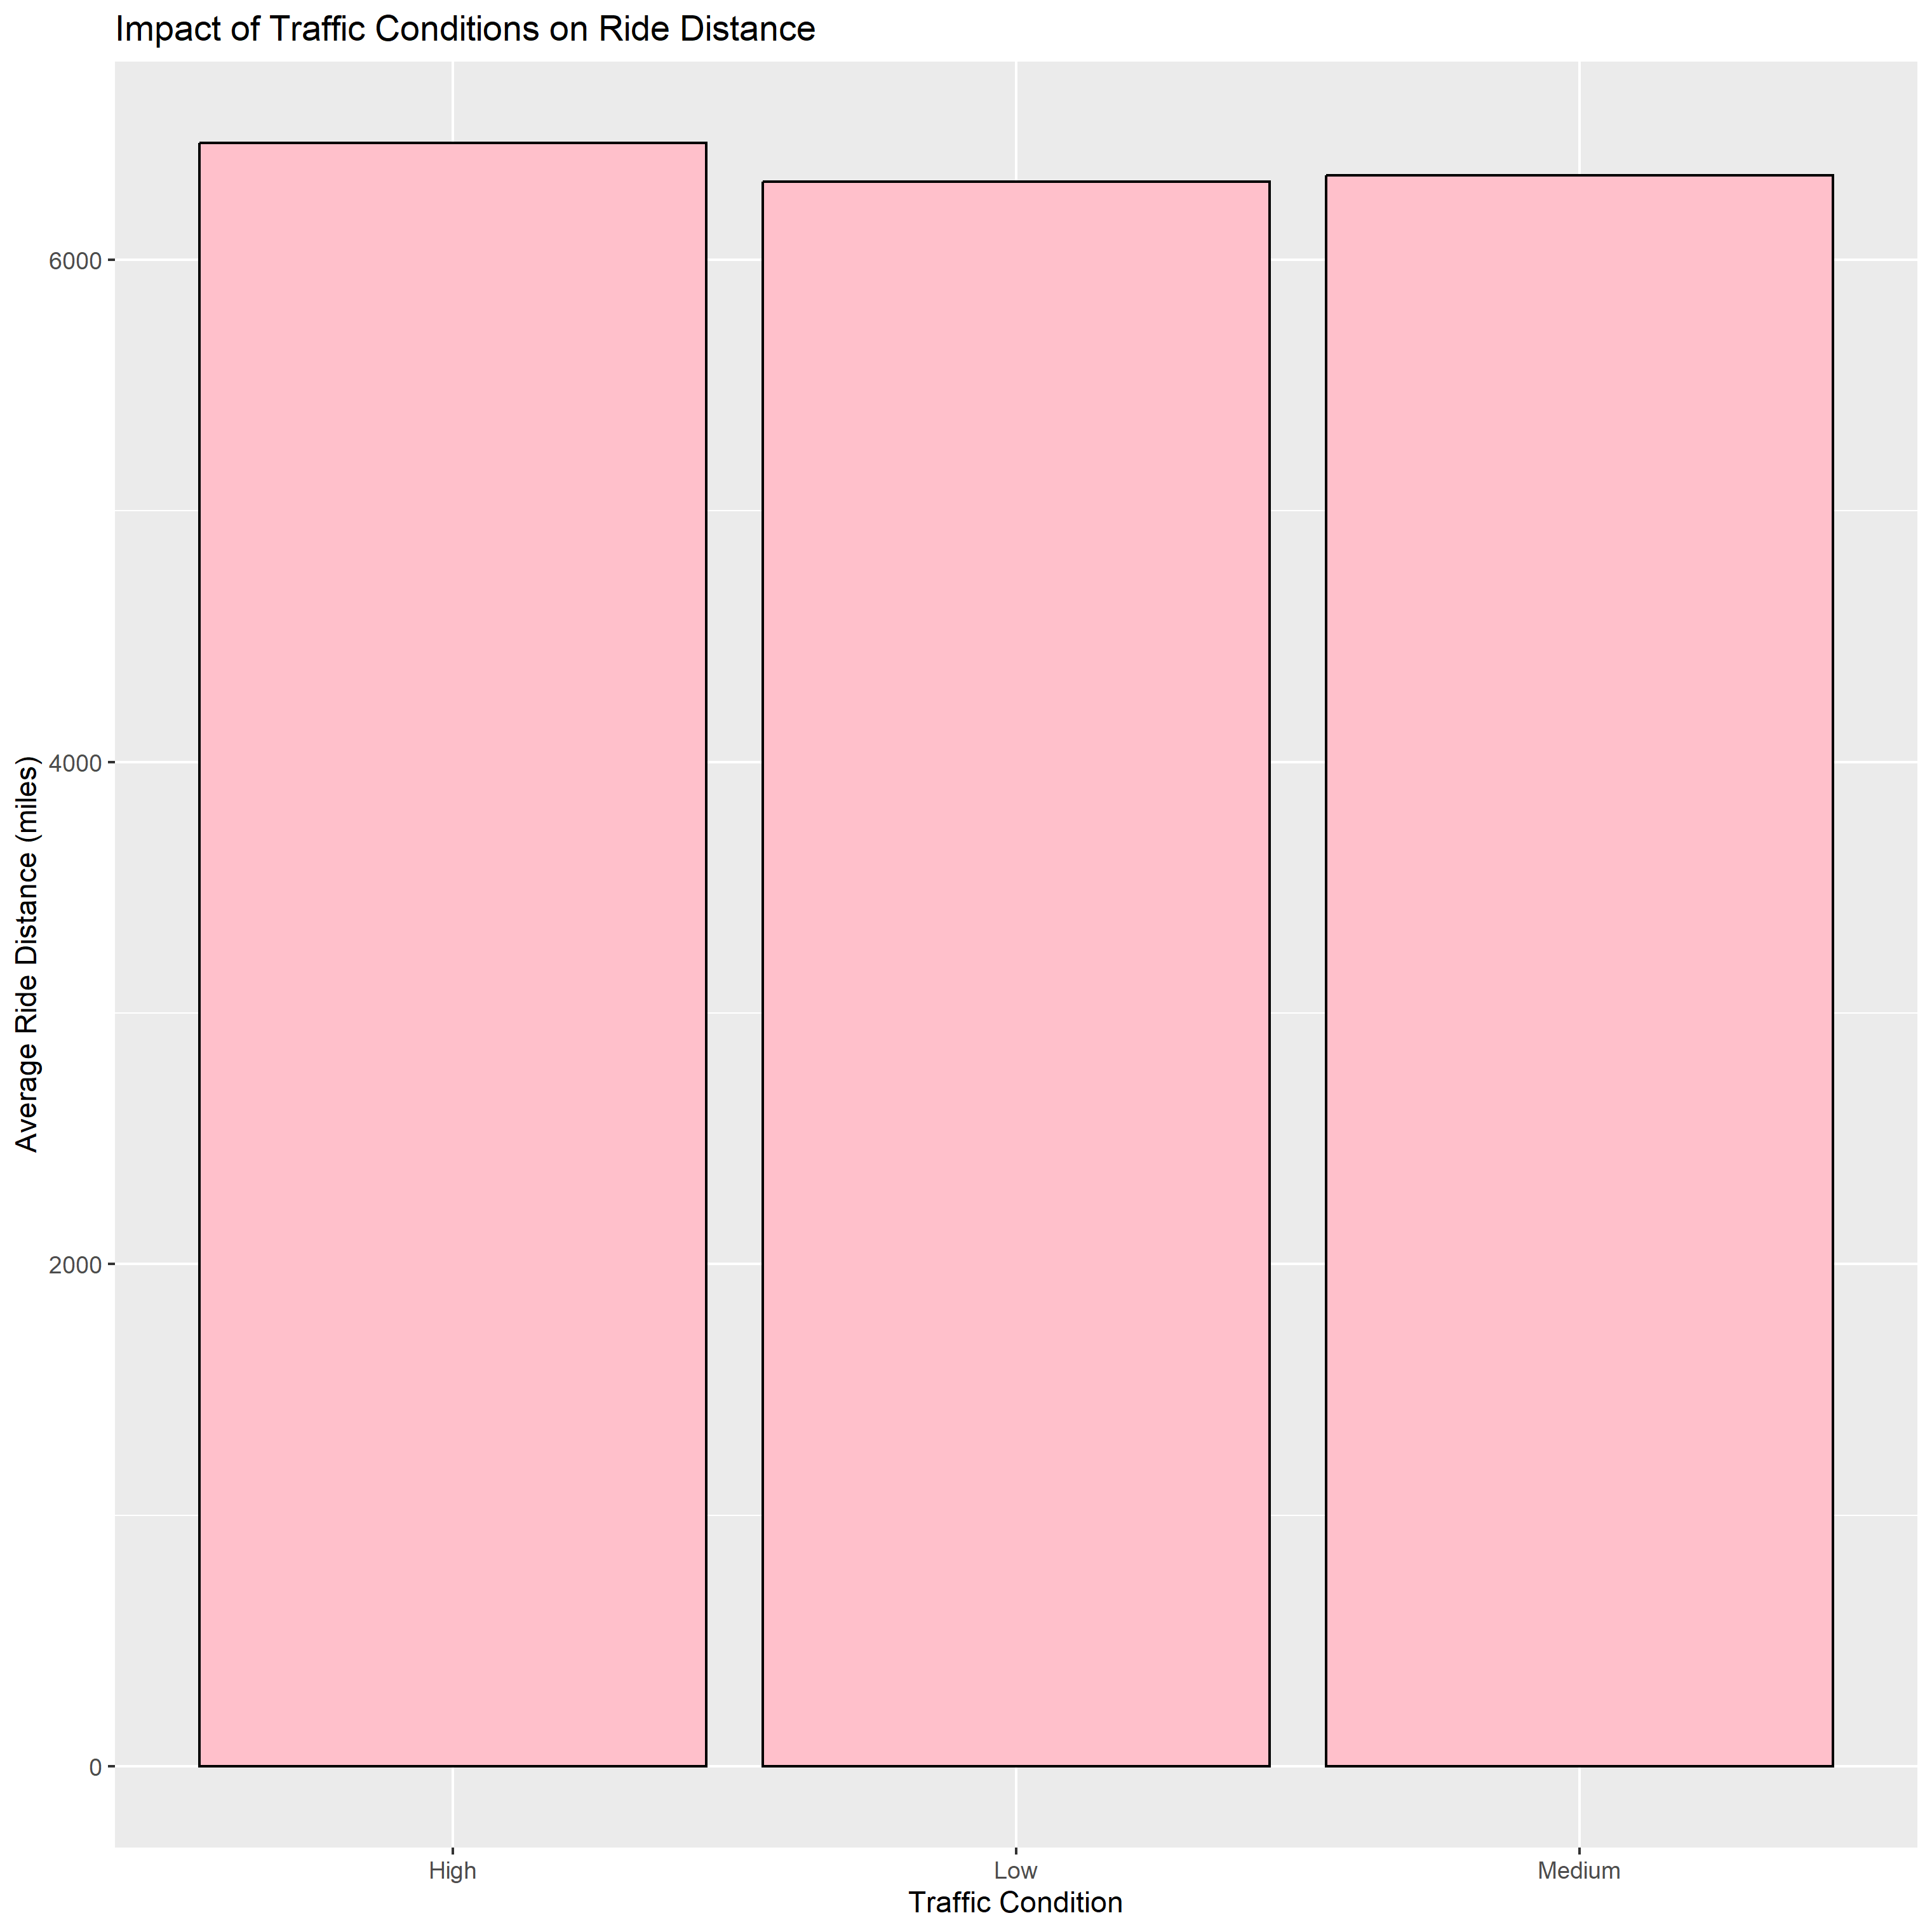 Impact of Traffic Conditions on Ride Distance
Average Ride Distance (miles)
6000
4000
2000
0
High
Low
Medium
Traffic Condition